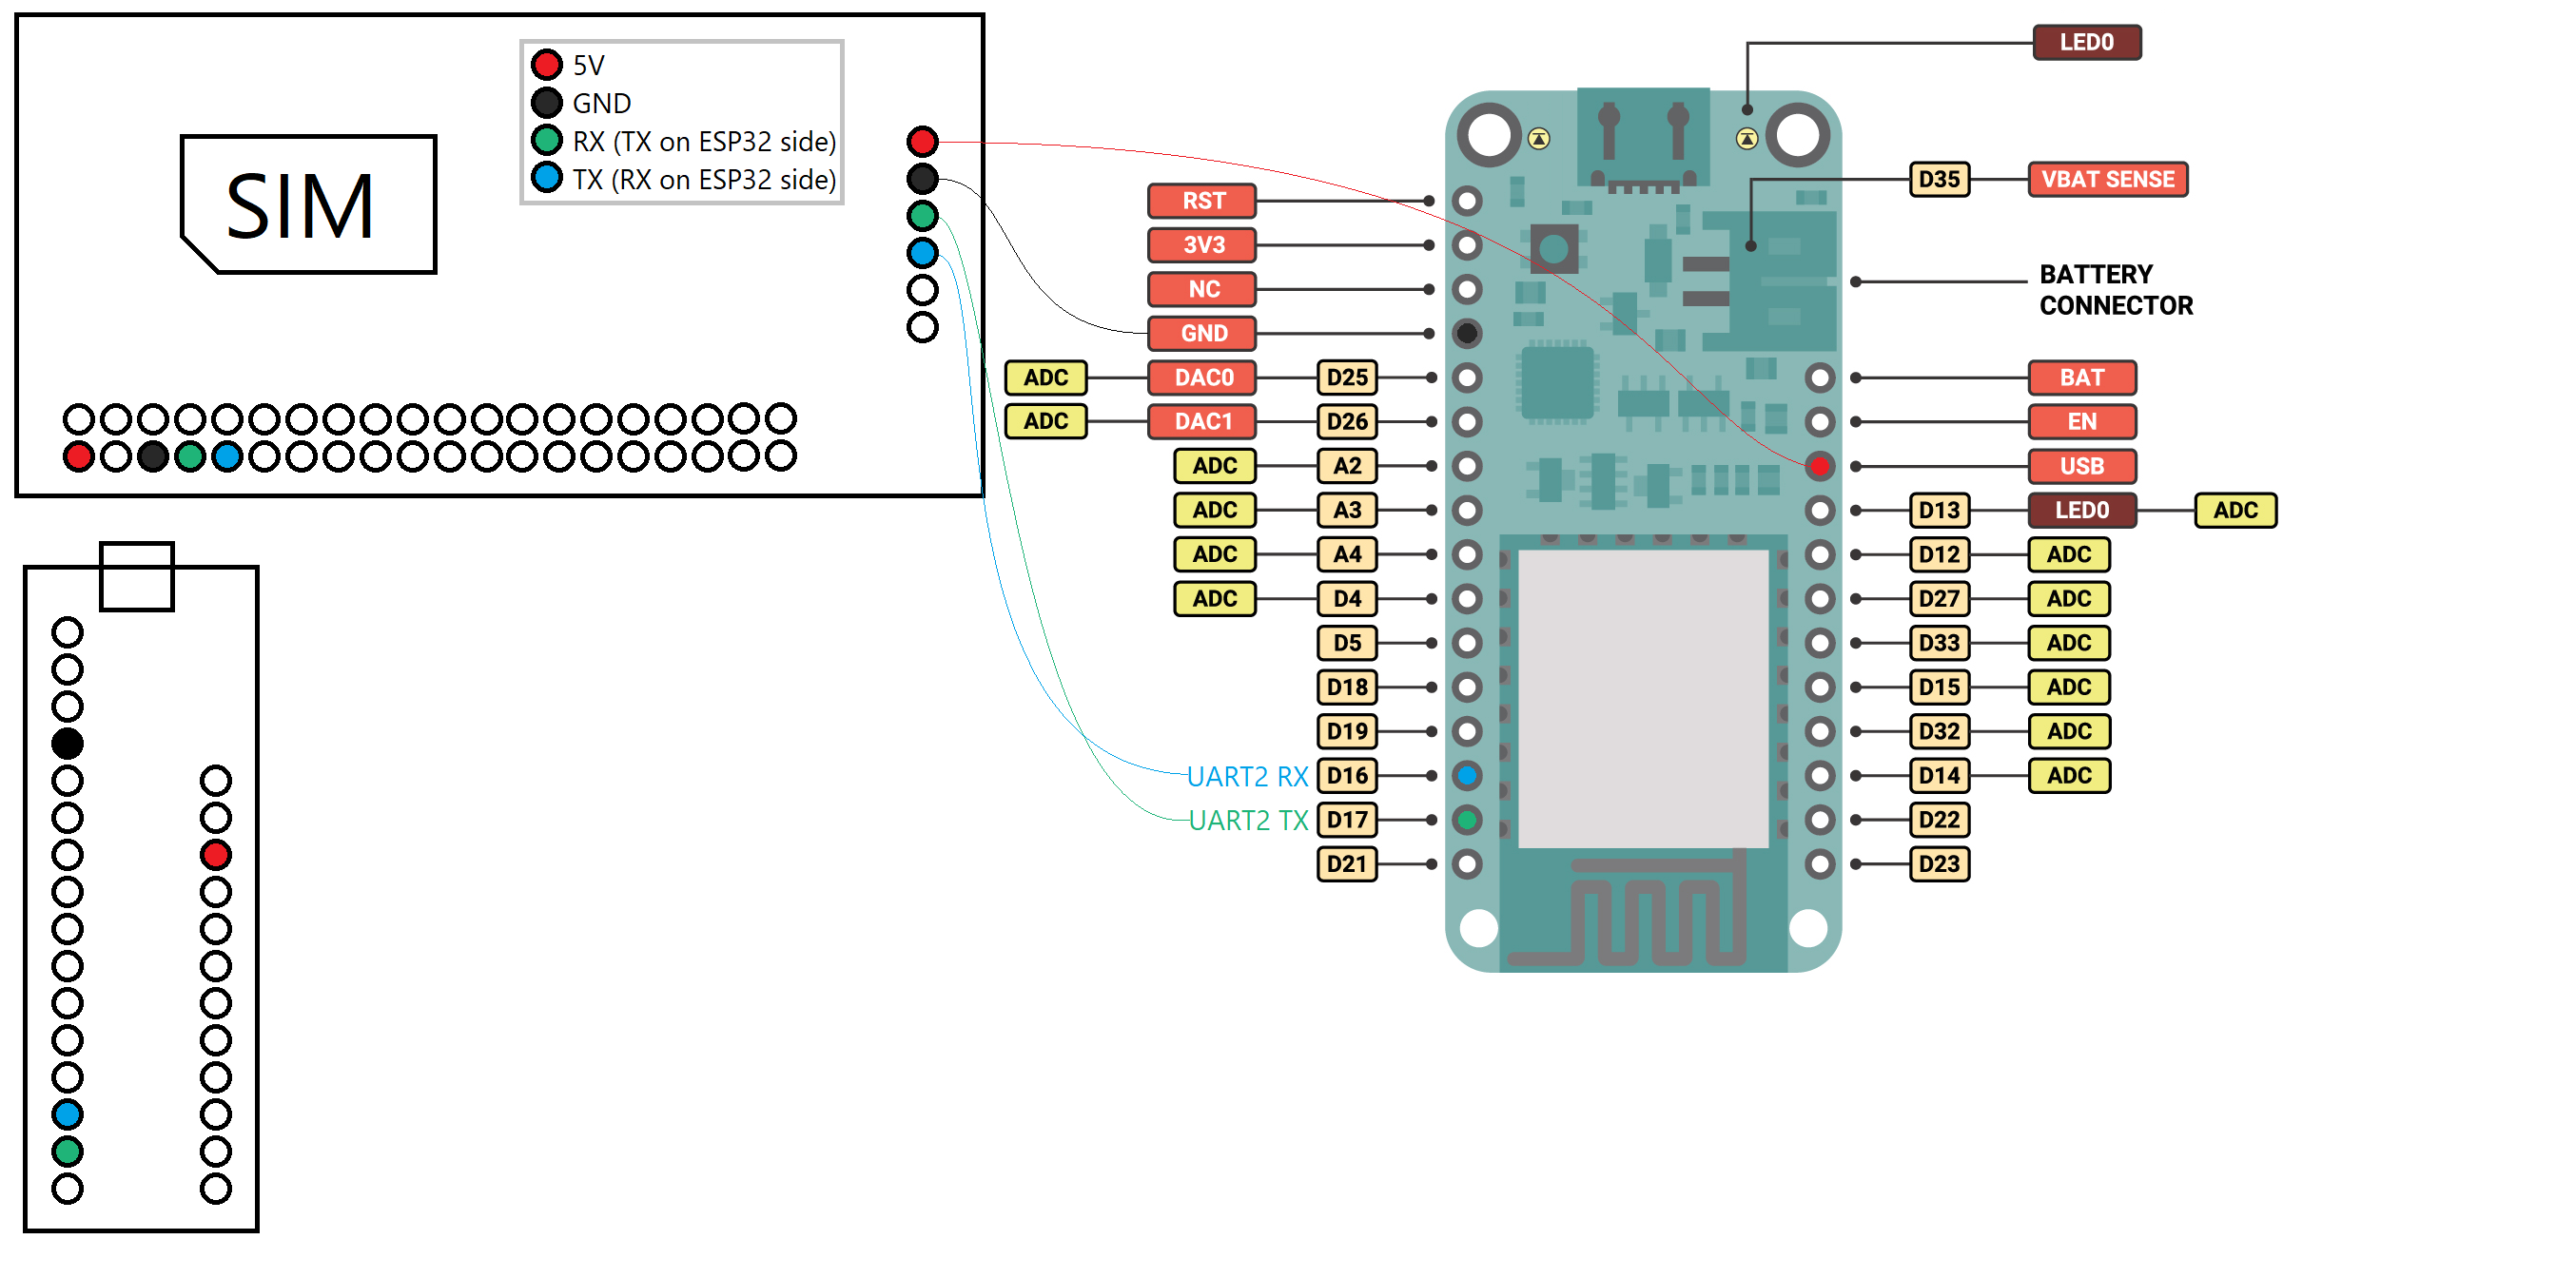 LED0
5V
GND
RX (TX on ESP32 side)
TX (RX on ESP32 side)
SIM
D35 VBAT SENSE
RST
3V3
NC
GND
BATTERY
CONNECTOR
ADC DAC0 D25
BAT
ADC DAC1 D26
EN
ADC A2
USB
ADC A3
D13 LED0 ADC
ADC A4
D12 ADC
ADC D4
D27 ADC
D5
D33 ADC
D18
D15 ADC
D19
D32 ADC
UART2 RX D16
D14 ADC
UART2 TX D17
D22
D21
D23